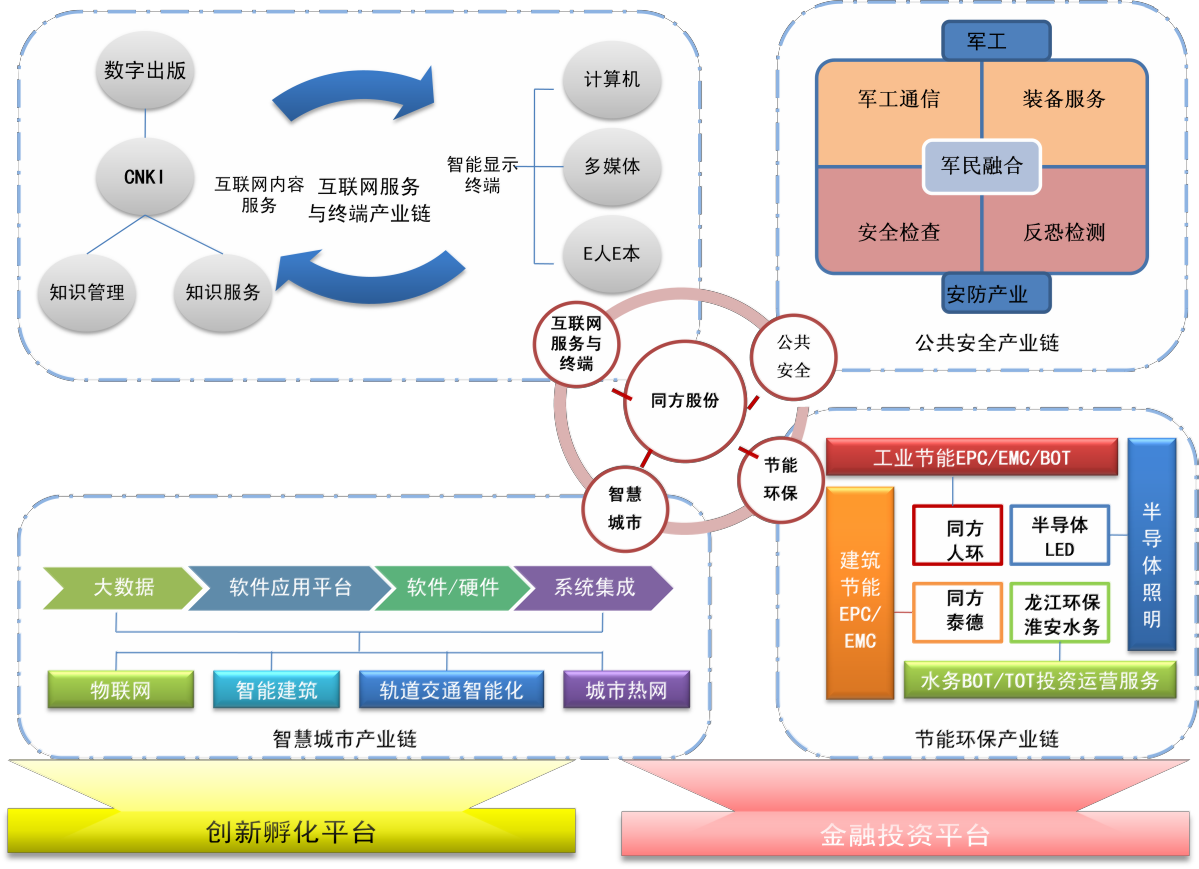 数字出版
CNKI
知识管理
知识服务
互联网内容
服务
互联网服务
与终端产业链
智能显示
终端
计算机
多媒体
E人E本
军工
军工通信
装备服务
军民融合
安全检查
反恐检测
安防产业
公共安全产业链
互联网
服务与
终端
公共
安全
同方股份
节能
环保
智慧
城市
大数据
软件应用平台
软件/硬件
系统集成
物联网
智能建筑
轨道交通智能化
城市热网
智慧城市产业链
工业节能EPC/EMC/BOT
建筑
节能
EPC/
EMC
同方
人环
半导体
LED
同方
泰德
龙江环保
淮安水务
半
导
体
照
明
水务BOT/TOT投资运营服务
节能环保产业链
创新孵化平台
金融投资平台